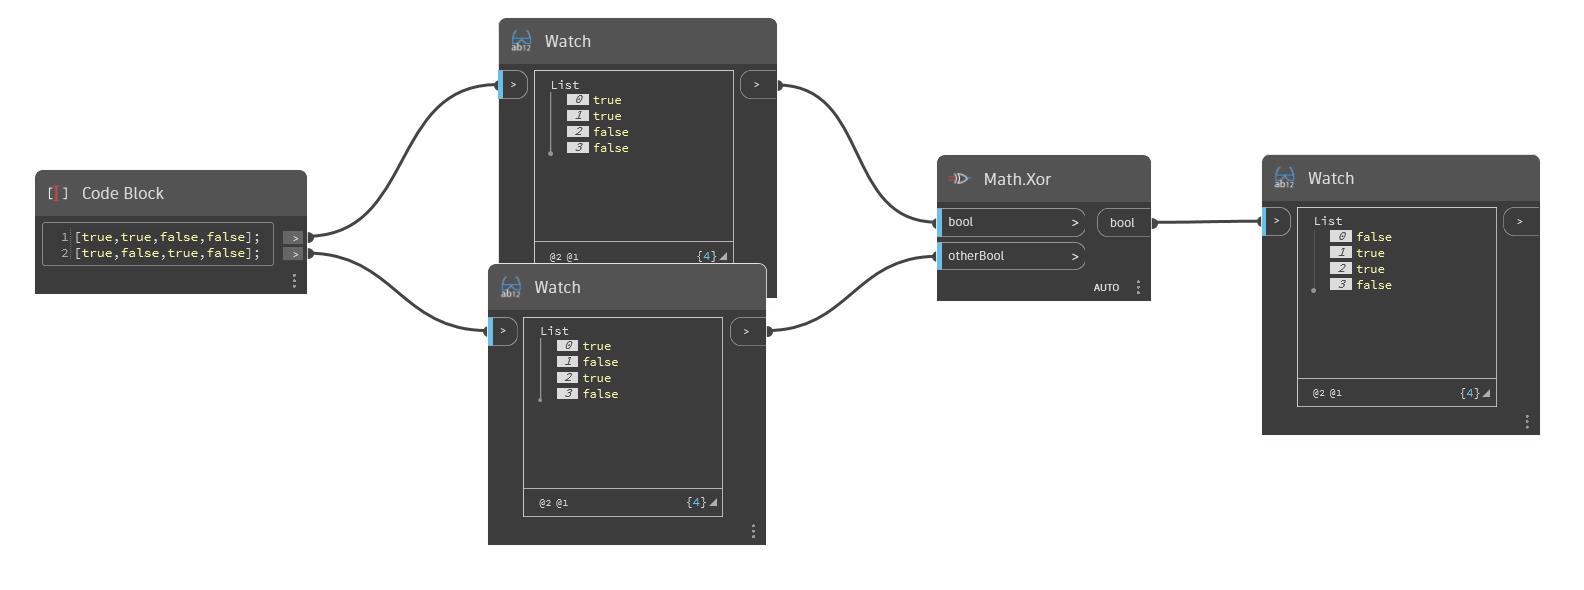 Code Block
1 [true,true,false,false]; >
2 [true,false,true,false]; >
ab12 Watch
> List >
0 true
1 true
2 false
3 false
@2 @1 {4}
ab12 Watch
> List >
0 true
1 false
2 true
3 false
@2 @1 {4}
Math.Xor
bool > bool
otherBool >
AUTO
ab12 Watch
> List >
0 false
1 true
2 true
3 false
@2 @1 {4}